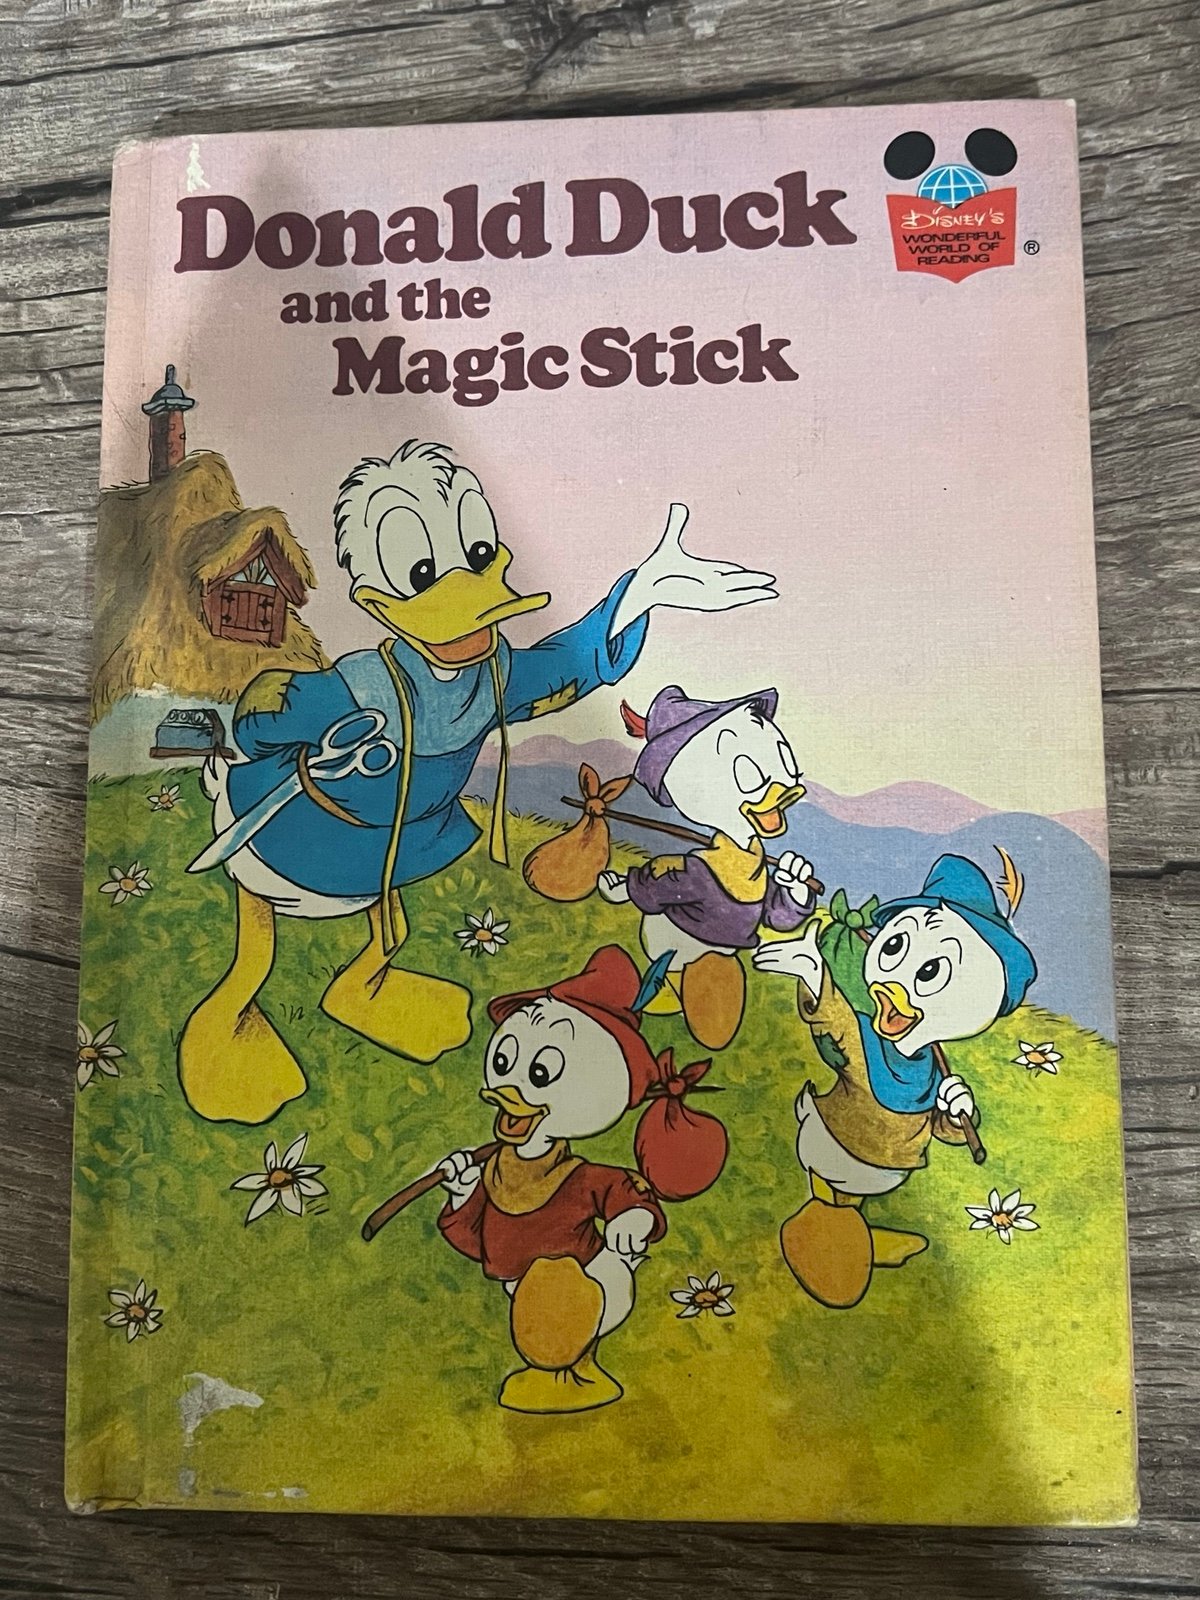 Donald Duck
and the
Magic Stick
DISNEY'S
WONDERFUL
WORLD OF
READING
®